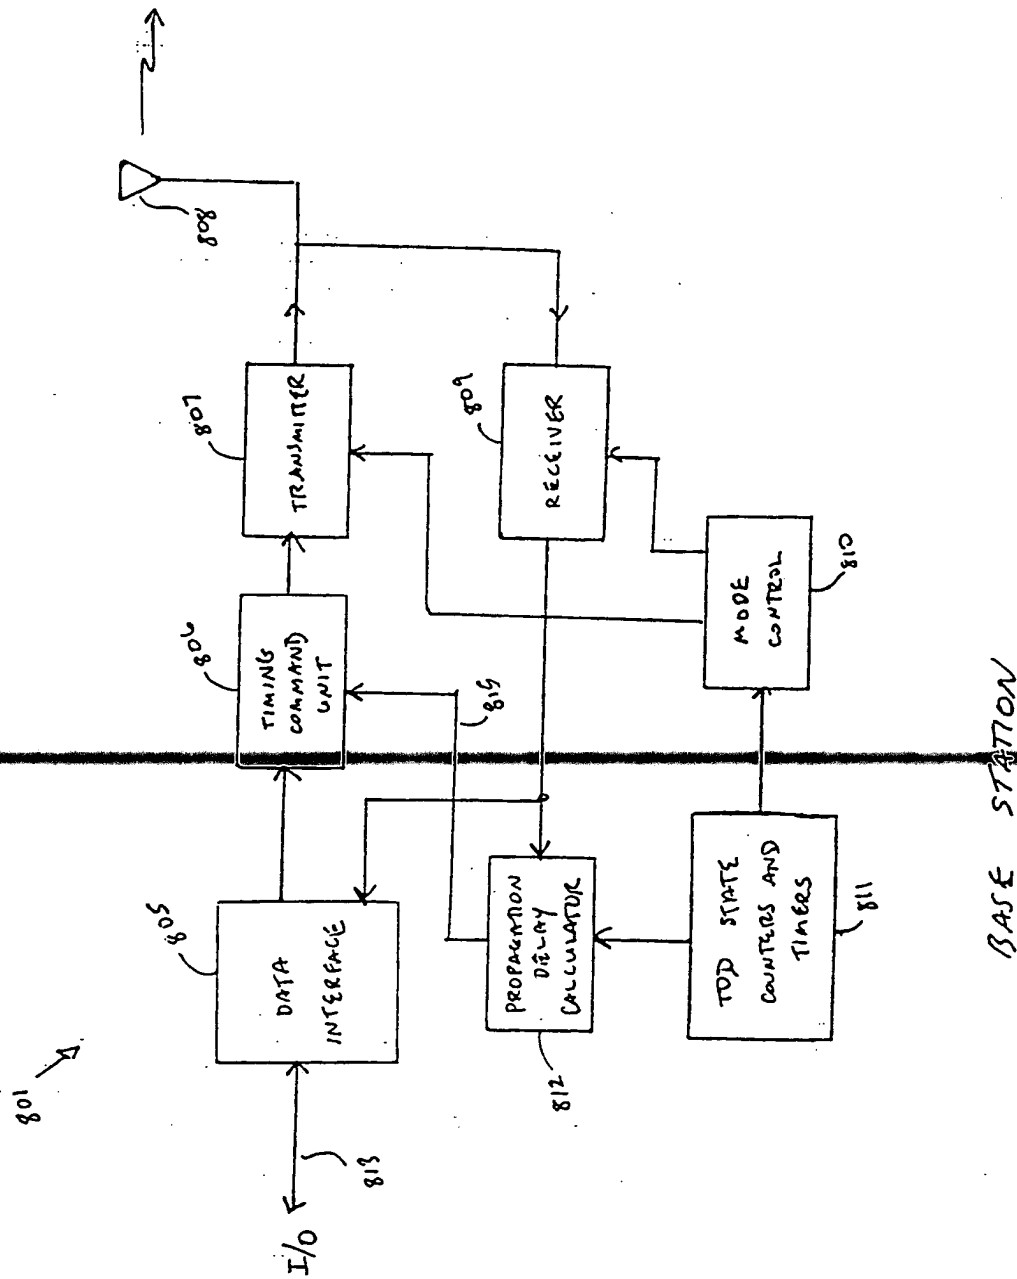 801
I/O
813
805
DATA
INTERFACE
806
TIMING
COMMAND
UNIT
807
TRANSMITTER
808
809
RECEIVER
815
812
PROPAGATION
DELAY
CALCULATOR
810
MODE
CONTROL
811
TDD STATE
COUNTERS AND
TIMERS
BASE STATION